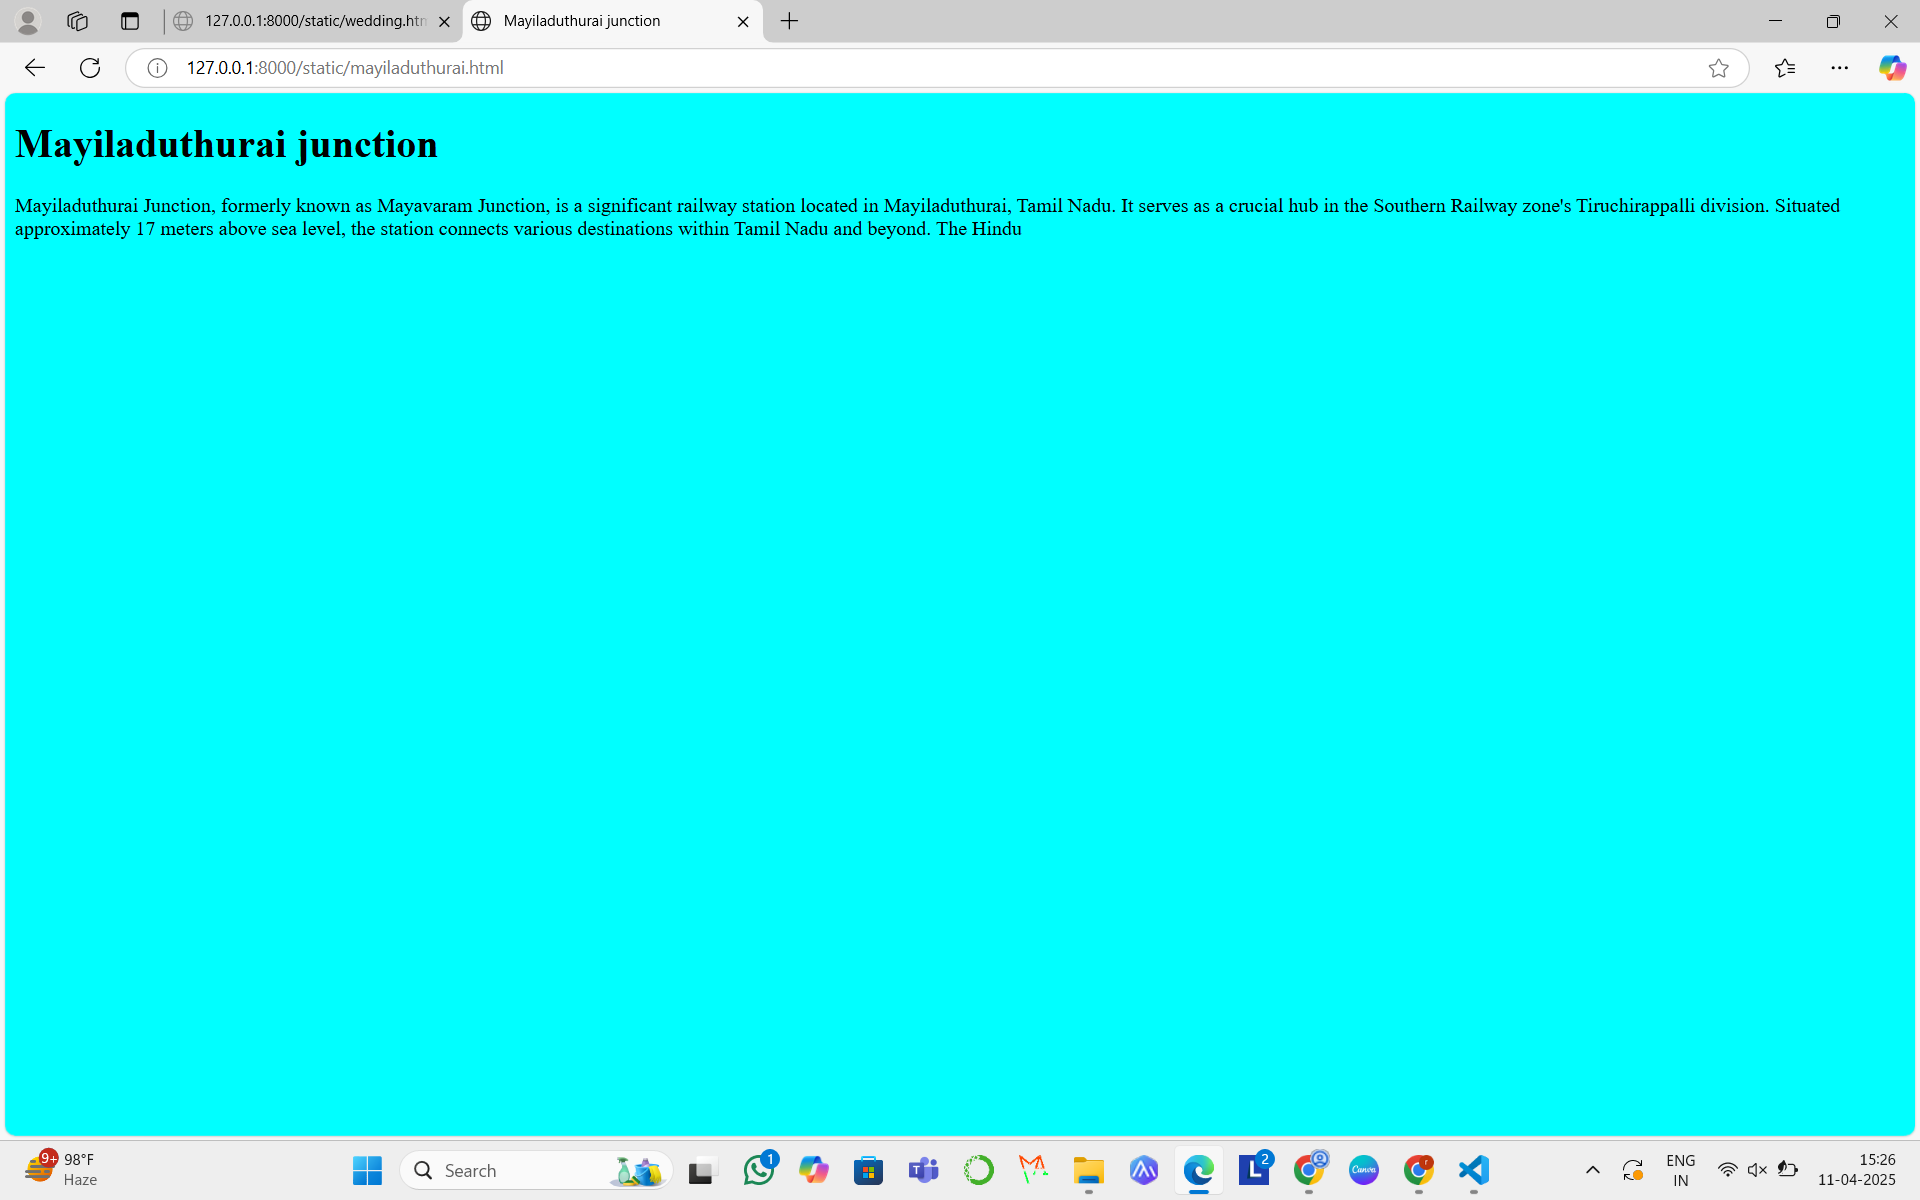 127.0.0.1:8000/static/wedding.htm
Mayiladuthurai junction
127.0.0.1:8000/static/mayiladuthurai.html
Mayiladuthurai junction
Mayiladuthurai Junction, formerly known as Mayavaram Junction, is a significant railway station located in Mayiladuthurai, Tamil Nadu. It serves as a crucial hub in the Southern Railway zone's Tiruchirappalli division. Situated
approximately 17 meters above sea level, the station connects various destinations within Tamil Nadu and beyond. The Hindu
9+
98°F
Haze
Search
1
T
L
2
Canva
r
ENG
IN
15:26
11-04-2025